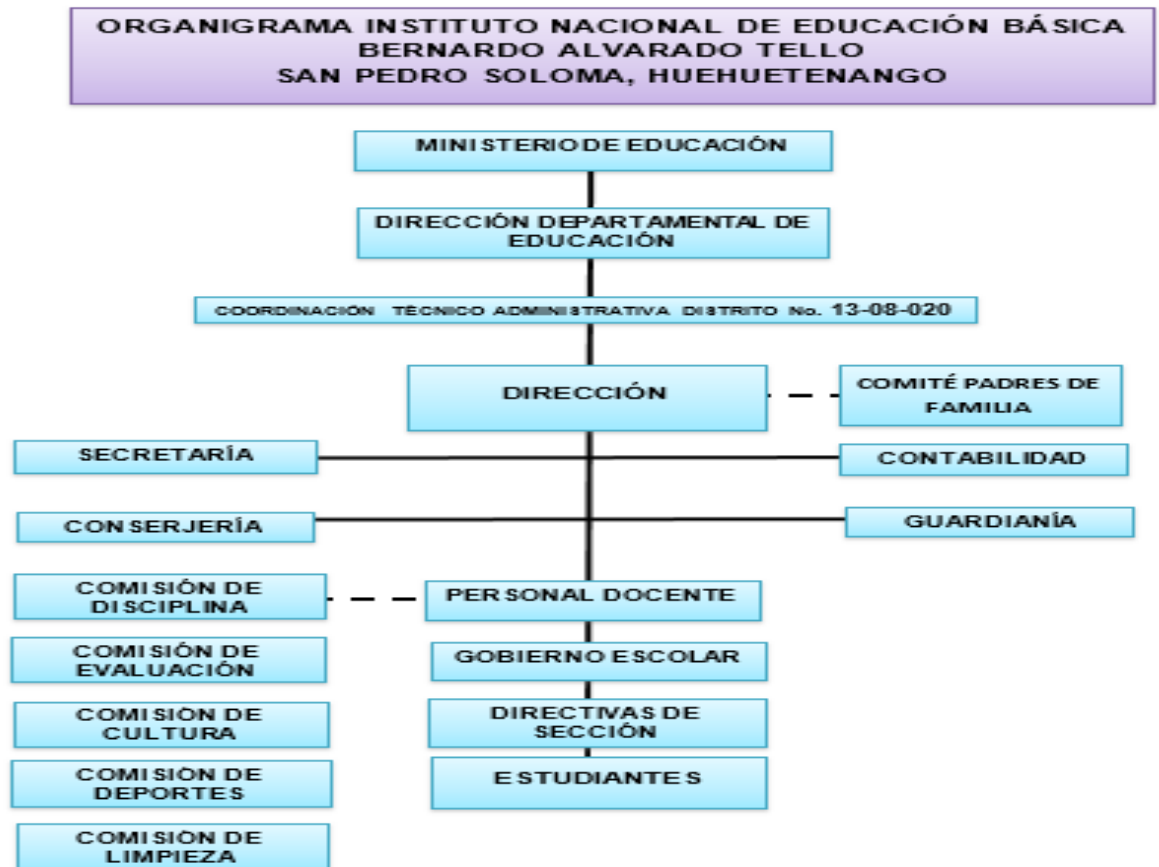 ORGANIGRAMA INSTITUTO NACIONAL DE EDUCACIÓN BÁSICA
BERNARDO ALVARADO TELLO
SAN PEDRO SOLOMA, HUEHUETENANGO
MINISTERIO DE EDUCACIÓN
DIRECCIÓN DEPARTAMENTAL DE
EDUCACIÓN
COORDINACIÓN TÉCNICO ADMINISTRATIVA DISTRITO No. 13-08-020
DIRECCIÓN
COMITÉ PADRES DE
FAMILIA
SECRETARÍA
CONTABILIDAD
CONSERJERÍA
GUARDIANÍA
COMISIÓN DE
DISCIPLINA
PERSONAL DOCENTE
COMISIÓN DE
EVALUACIÓN
GOBIERNO ESCOLAR
COMISIÓN DE
CULTURA
DIRECTIVAS DE
SECCIÓN
COMISIÓN DE
DEPORTES
ESTUDIANTES
COMISIÓN DE
LIMPIEZA